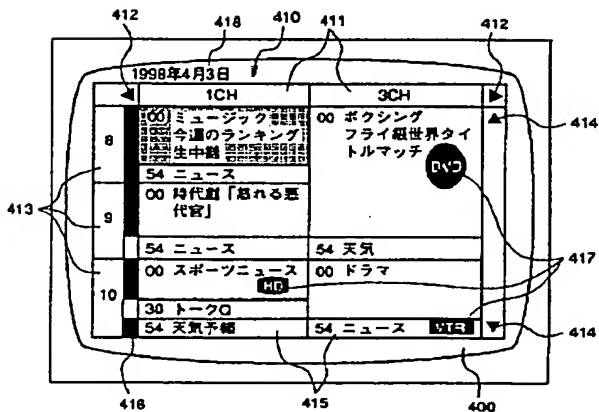 412 418 410 411 412
1998年4月3日
1CH 3CH
414
8
00 ミュージック
今週のランキング
生中継
54 ニュース
00 ボクシング
フライ級世界タイ
トルマッチ
DVD
413
9
00 時代劇「怒れる悪
代官」
54 ニュース
54 天気
417
10
00 スポーツニュース
HD
30 トークQ
54 天気予報
00 ドラマ
54 ニュース VTR
414
416 415 400